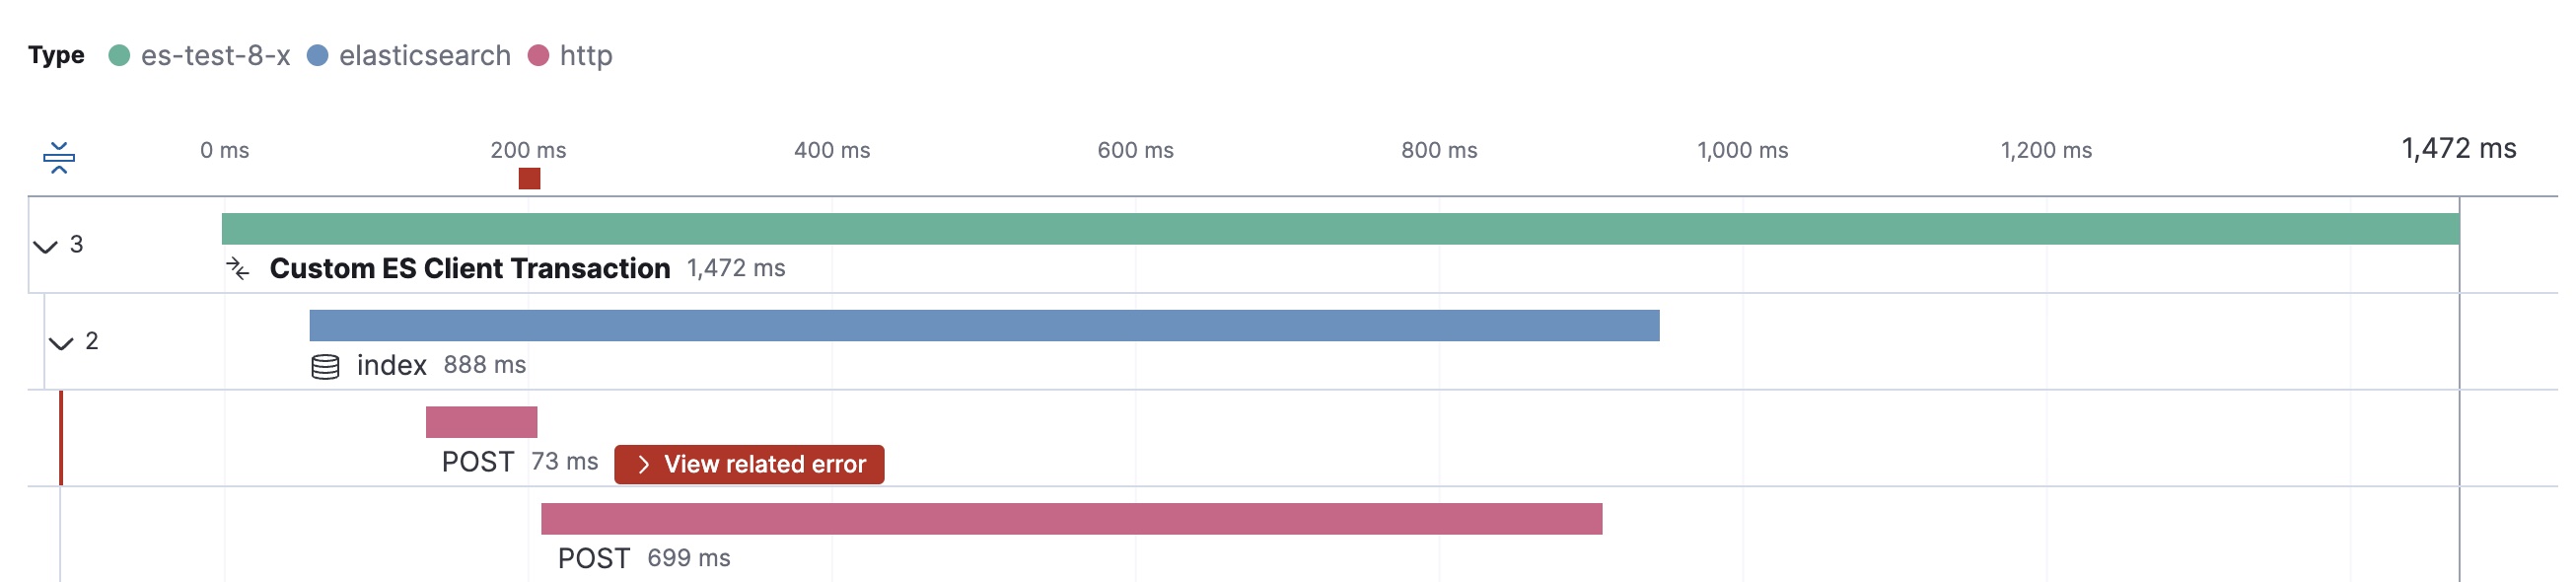 Type es-test-8-x elasticsearch http
0 ms 200 ms 400 ms 600 ms 800 ms 1,000 ms 1,200 ms 1,472 ms
3
Custom ES Client Transaction 1,472 ms
2
index 888 ms
POST 73 ms View related error
POST 699 ms